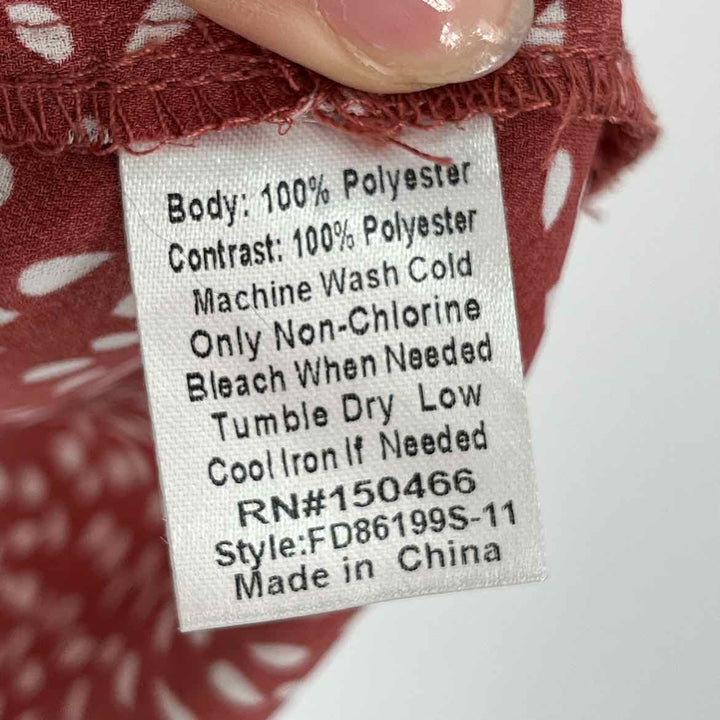 Body: 100% Polyester
Contrast: 100% Polyester
Machine Wash Cold
Only Non-Chlorine
Bleach When Needed
Tumble Dry Low
Cool Iron If Needed
RN#150466
Style:FD86199S-11
Made in China